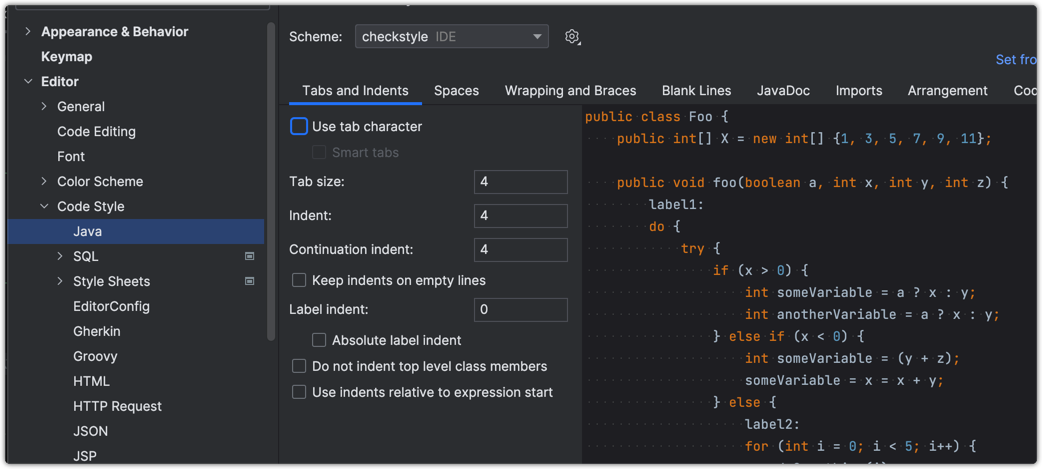 Appearance & Behavior
Keymap
Editor
General
Code Editing
Font
Color Scheme
Code Style
Java
SQL
Style Sheets
EditorConfig
Gherkin
Groovy
HTML
HTTP Request
JSON
JSP
Scheme: checkstyle IDE
Set fro
Tabs and Indents Spaces Wrapping and Braces Blank Lines JavaDoc Imports Arrangement Coo
Use tab character
Smart tabs
Tab size: 4
Indent: 4
Continuation indent: 4
Keep indents on empty lines
Label indent: 0
Absolute label indent
Do not indent top level class members
Use indents relative to expression start
public class Foo {
public int[] X = new int[] {1, 3, 5, 7, 9, 11};
public void foo(boolean a, int x, int y, int z) {
label1:
do {
try {
if (x > 0) {
int someVariable = a ? x : y;
int anotherVariable = a ? x : y;
} else if (x < 0) {
int someVariable = (y + z);
someVariable = x = x + y;
} else {
label2:
for (int i = 0; i < 5; i++) {